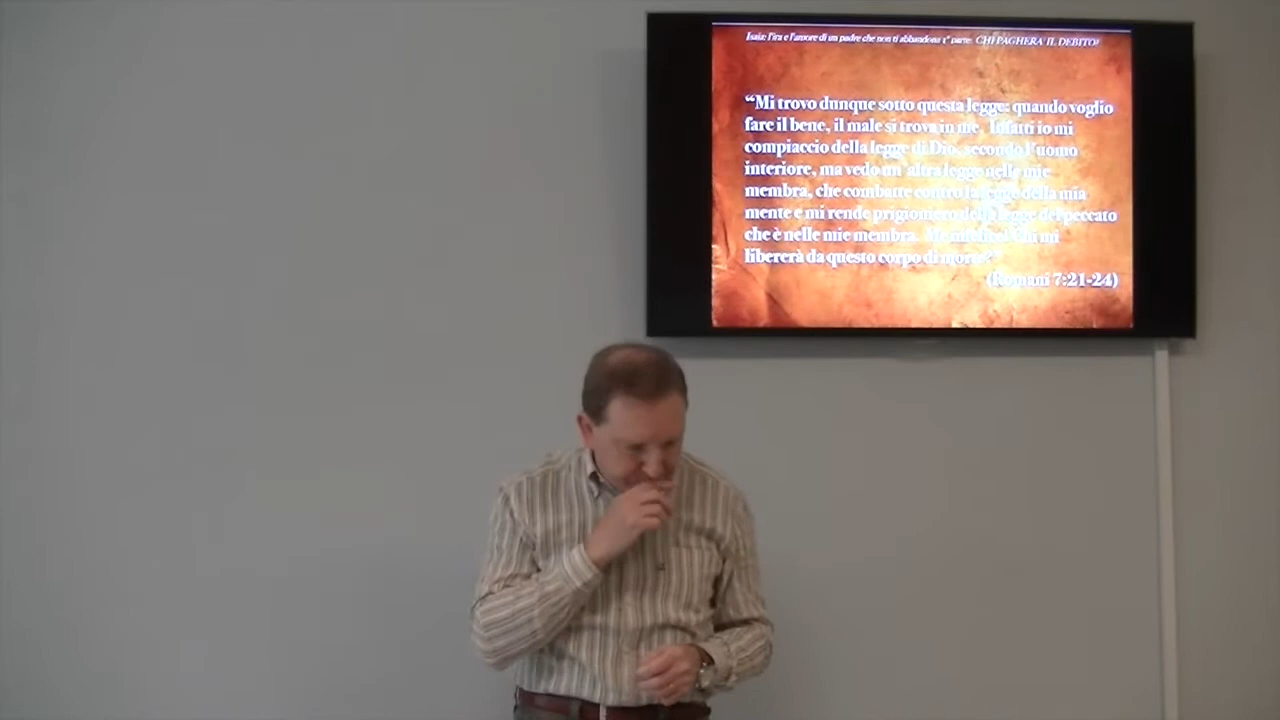 Isaia: l'ira e l'amore di un padre che non ti abbandona 1° parte: CHI PAGHERA' IL DEBITO?
“Mi trovo dunque sotto questa legge: quando voglio
fare il bene, il male si trova in me. Infatti io mi
compiaccio della legge di Dio, secondo l'uomo
interiore, ma vedo un'altra legge nelle mie
membra, che combatte contro la legge della mia
mente e mi rende prigioniero della legge del peccato
che è nelle mie membra. Me infelice! Chi mi
libererà da questo corpo di morte?”
(Romani 7:21-24)